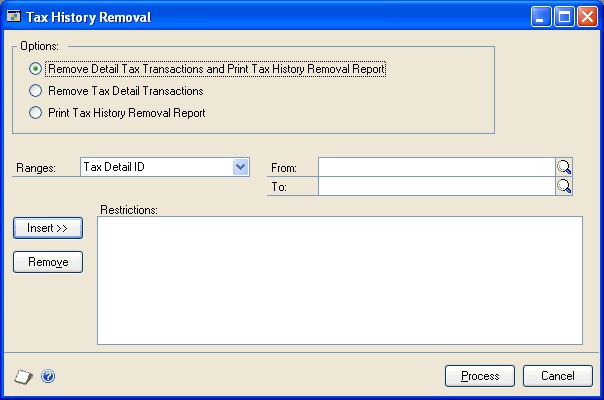 Tax History Removal
Options:
Remove Detail Tax Transactions and Print Tax History Removal Report
Remove Tax Detail Transactions
Print Tax History Removal Report
Ranges: Tax Detail ID From:
To:
Restrictions:
Insert >>
Remove
Process Cancel